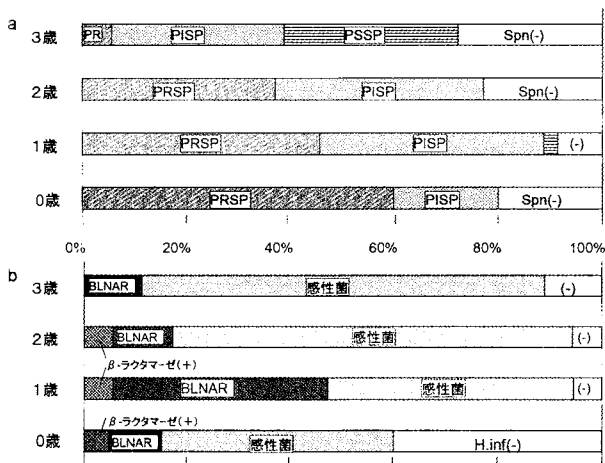 a
3歳 PR PISP PSSP Spn(-)
2歳 PRSP PISP Spn(-)
1歳 PRSP PISP (-)
0歳 PRSP PISP Spn(-)
0% 20% 40% 60% 80% 100%
b
3歳 BLNAR 感性菌 (-)
2歳 BLNAR 感性菌 (-)
β-ラクタマーゼ(+)
1歳 BLNAR 感性菌 (-)
β-ラクタマーゼ(+)
0歳 BLNAR 感性菌 H.inf(-)